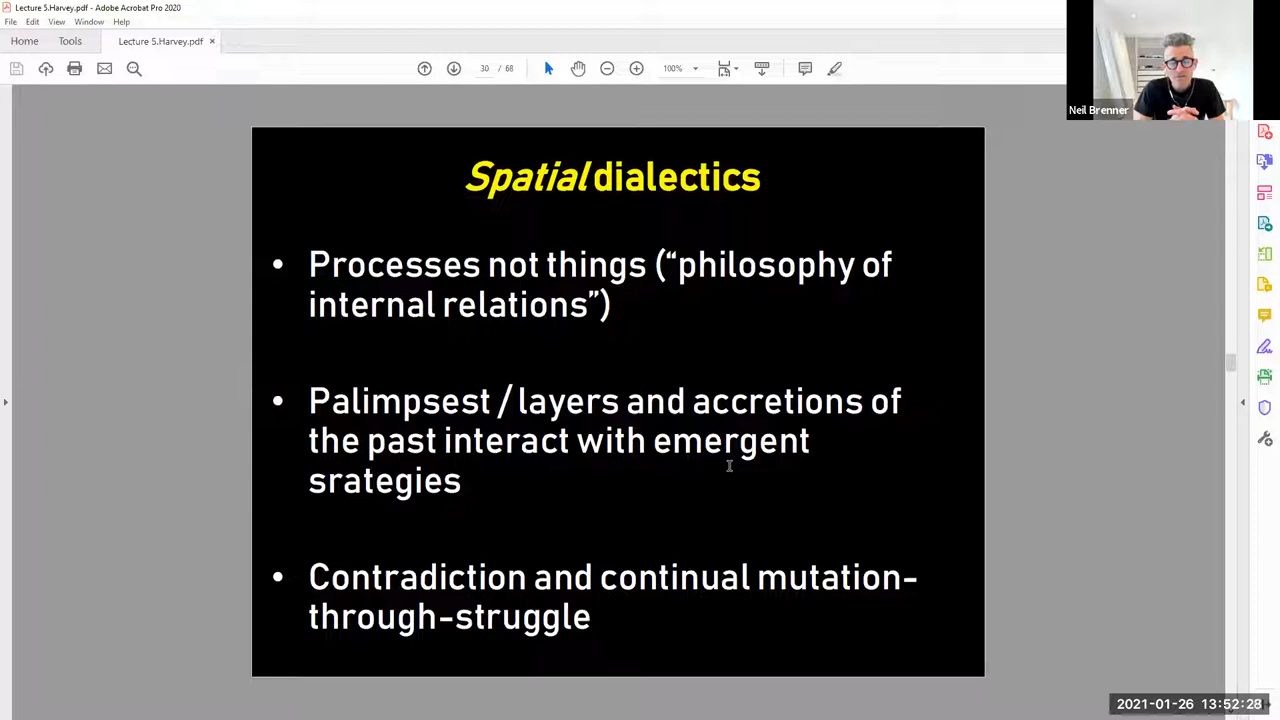 Lecture 5.Harvey.pdf - Adobe Acrobat Pro 2020
File Edit View Window Help
Home Tools Lecture 5.Harvey.pdf ×
30 / 68 100%
Neil Brenner
Spatial dialectics
• Processes not things (“philosophy of
internal relations”)
• Palimpsest / layers and accretions of
the past interact with emergent
srategies
• Contradiction and continual mutation-
through-struggle
2021-01-26 13:52:28